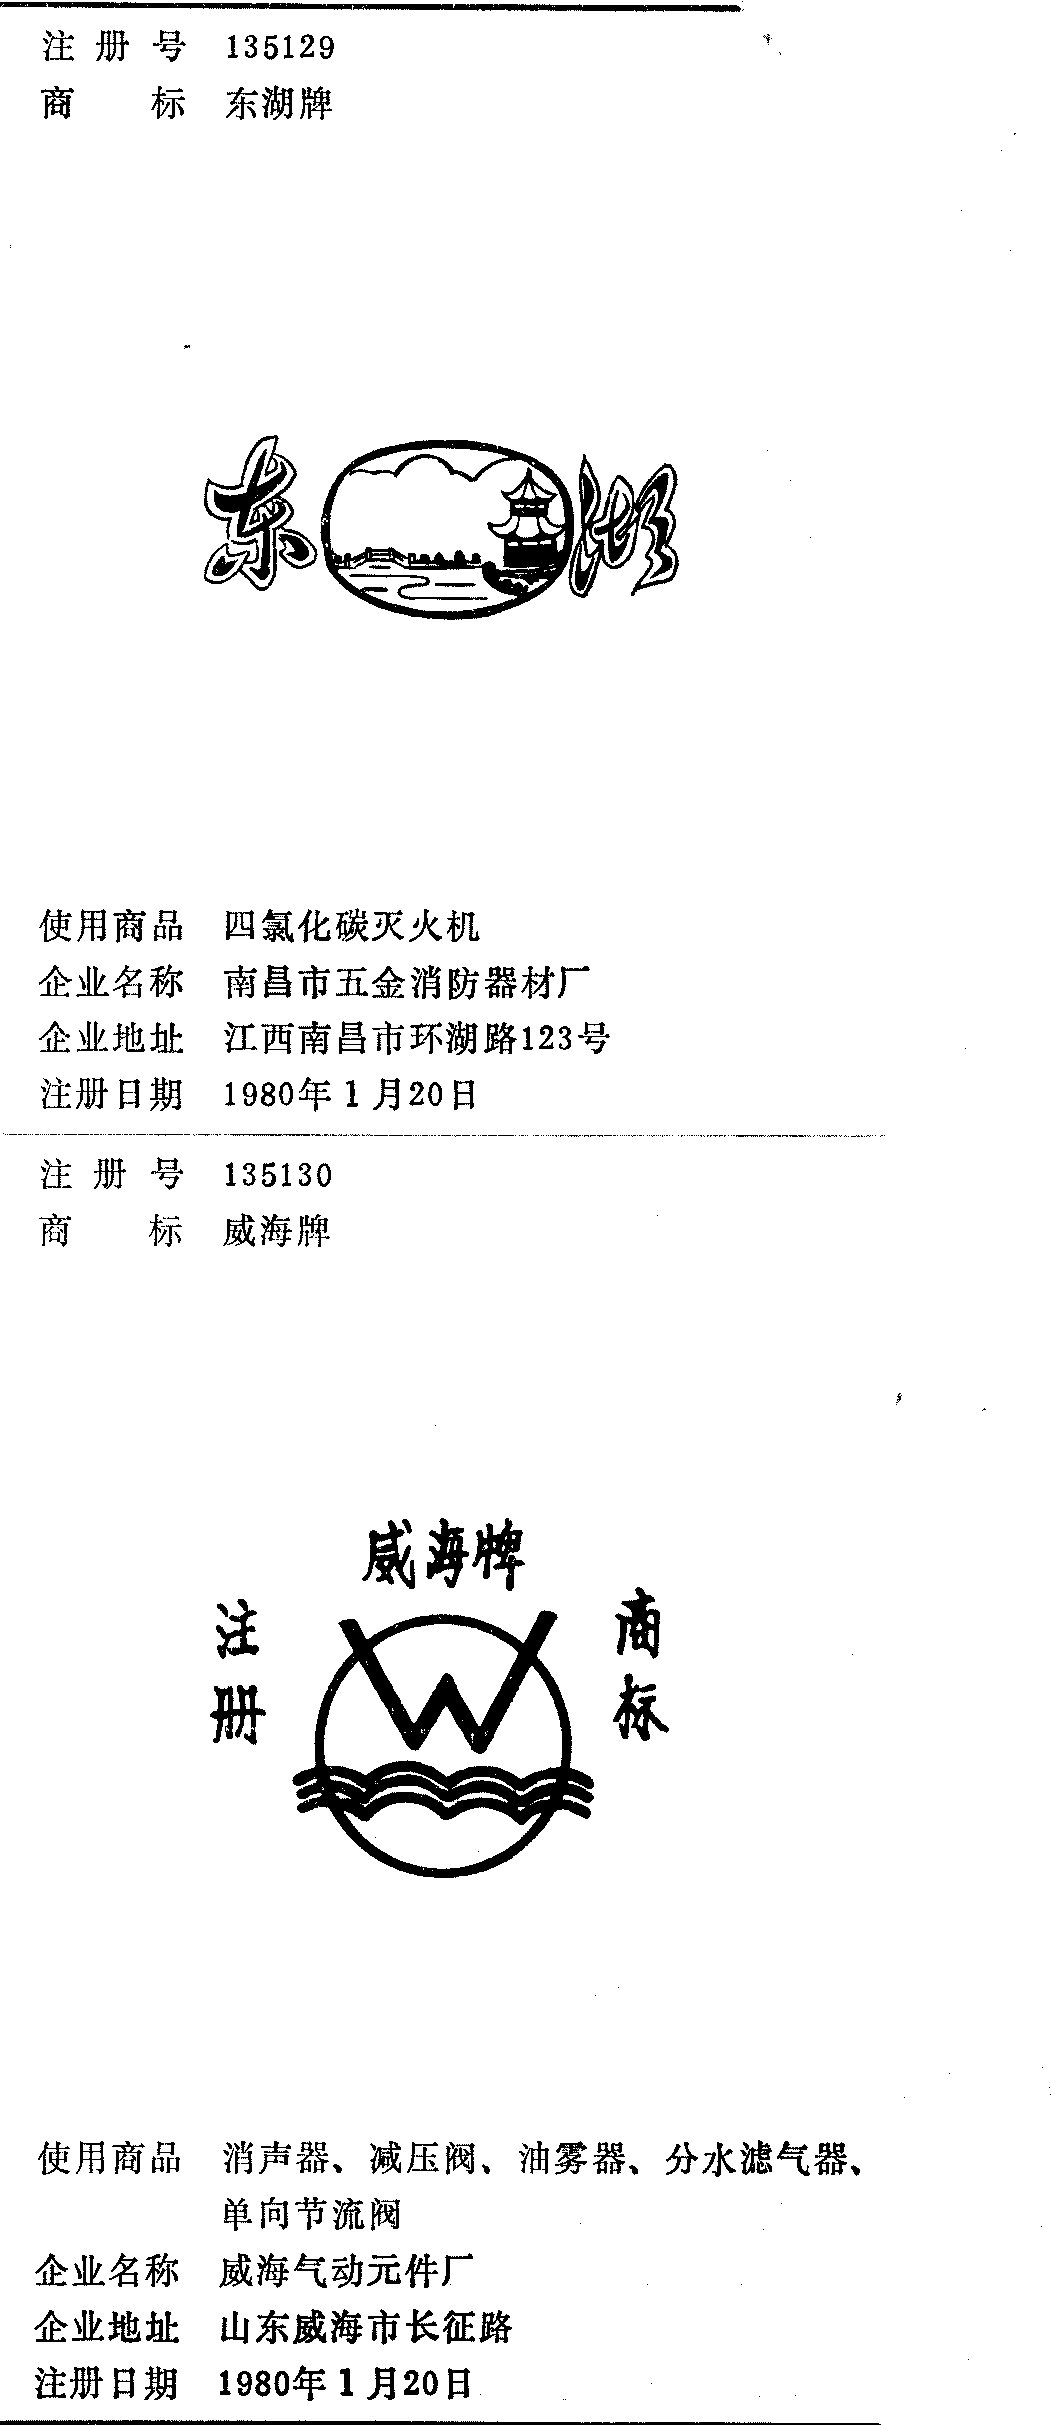 注册号 135129
商标 东湖牌
东湖
使用商品 四氯化碳灭火机
企业名称 南昌市五金消防器材厂
企业地址 江西南昌市环湖路123号
注册日期 1980年1月20日
注册号 135130
商标 威海牌
威海牌
注册
商标
W
使用商品 消声器、减压阀、油雾器、分水滤气器、
单向节流阀
企业名称 威海气动元件厂
企业地址 山东威海市长征路
注册日期 1980年1月20日